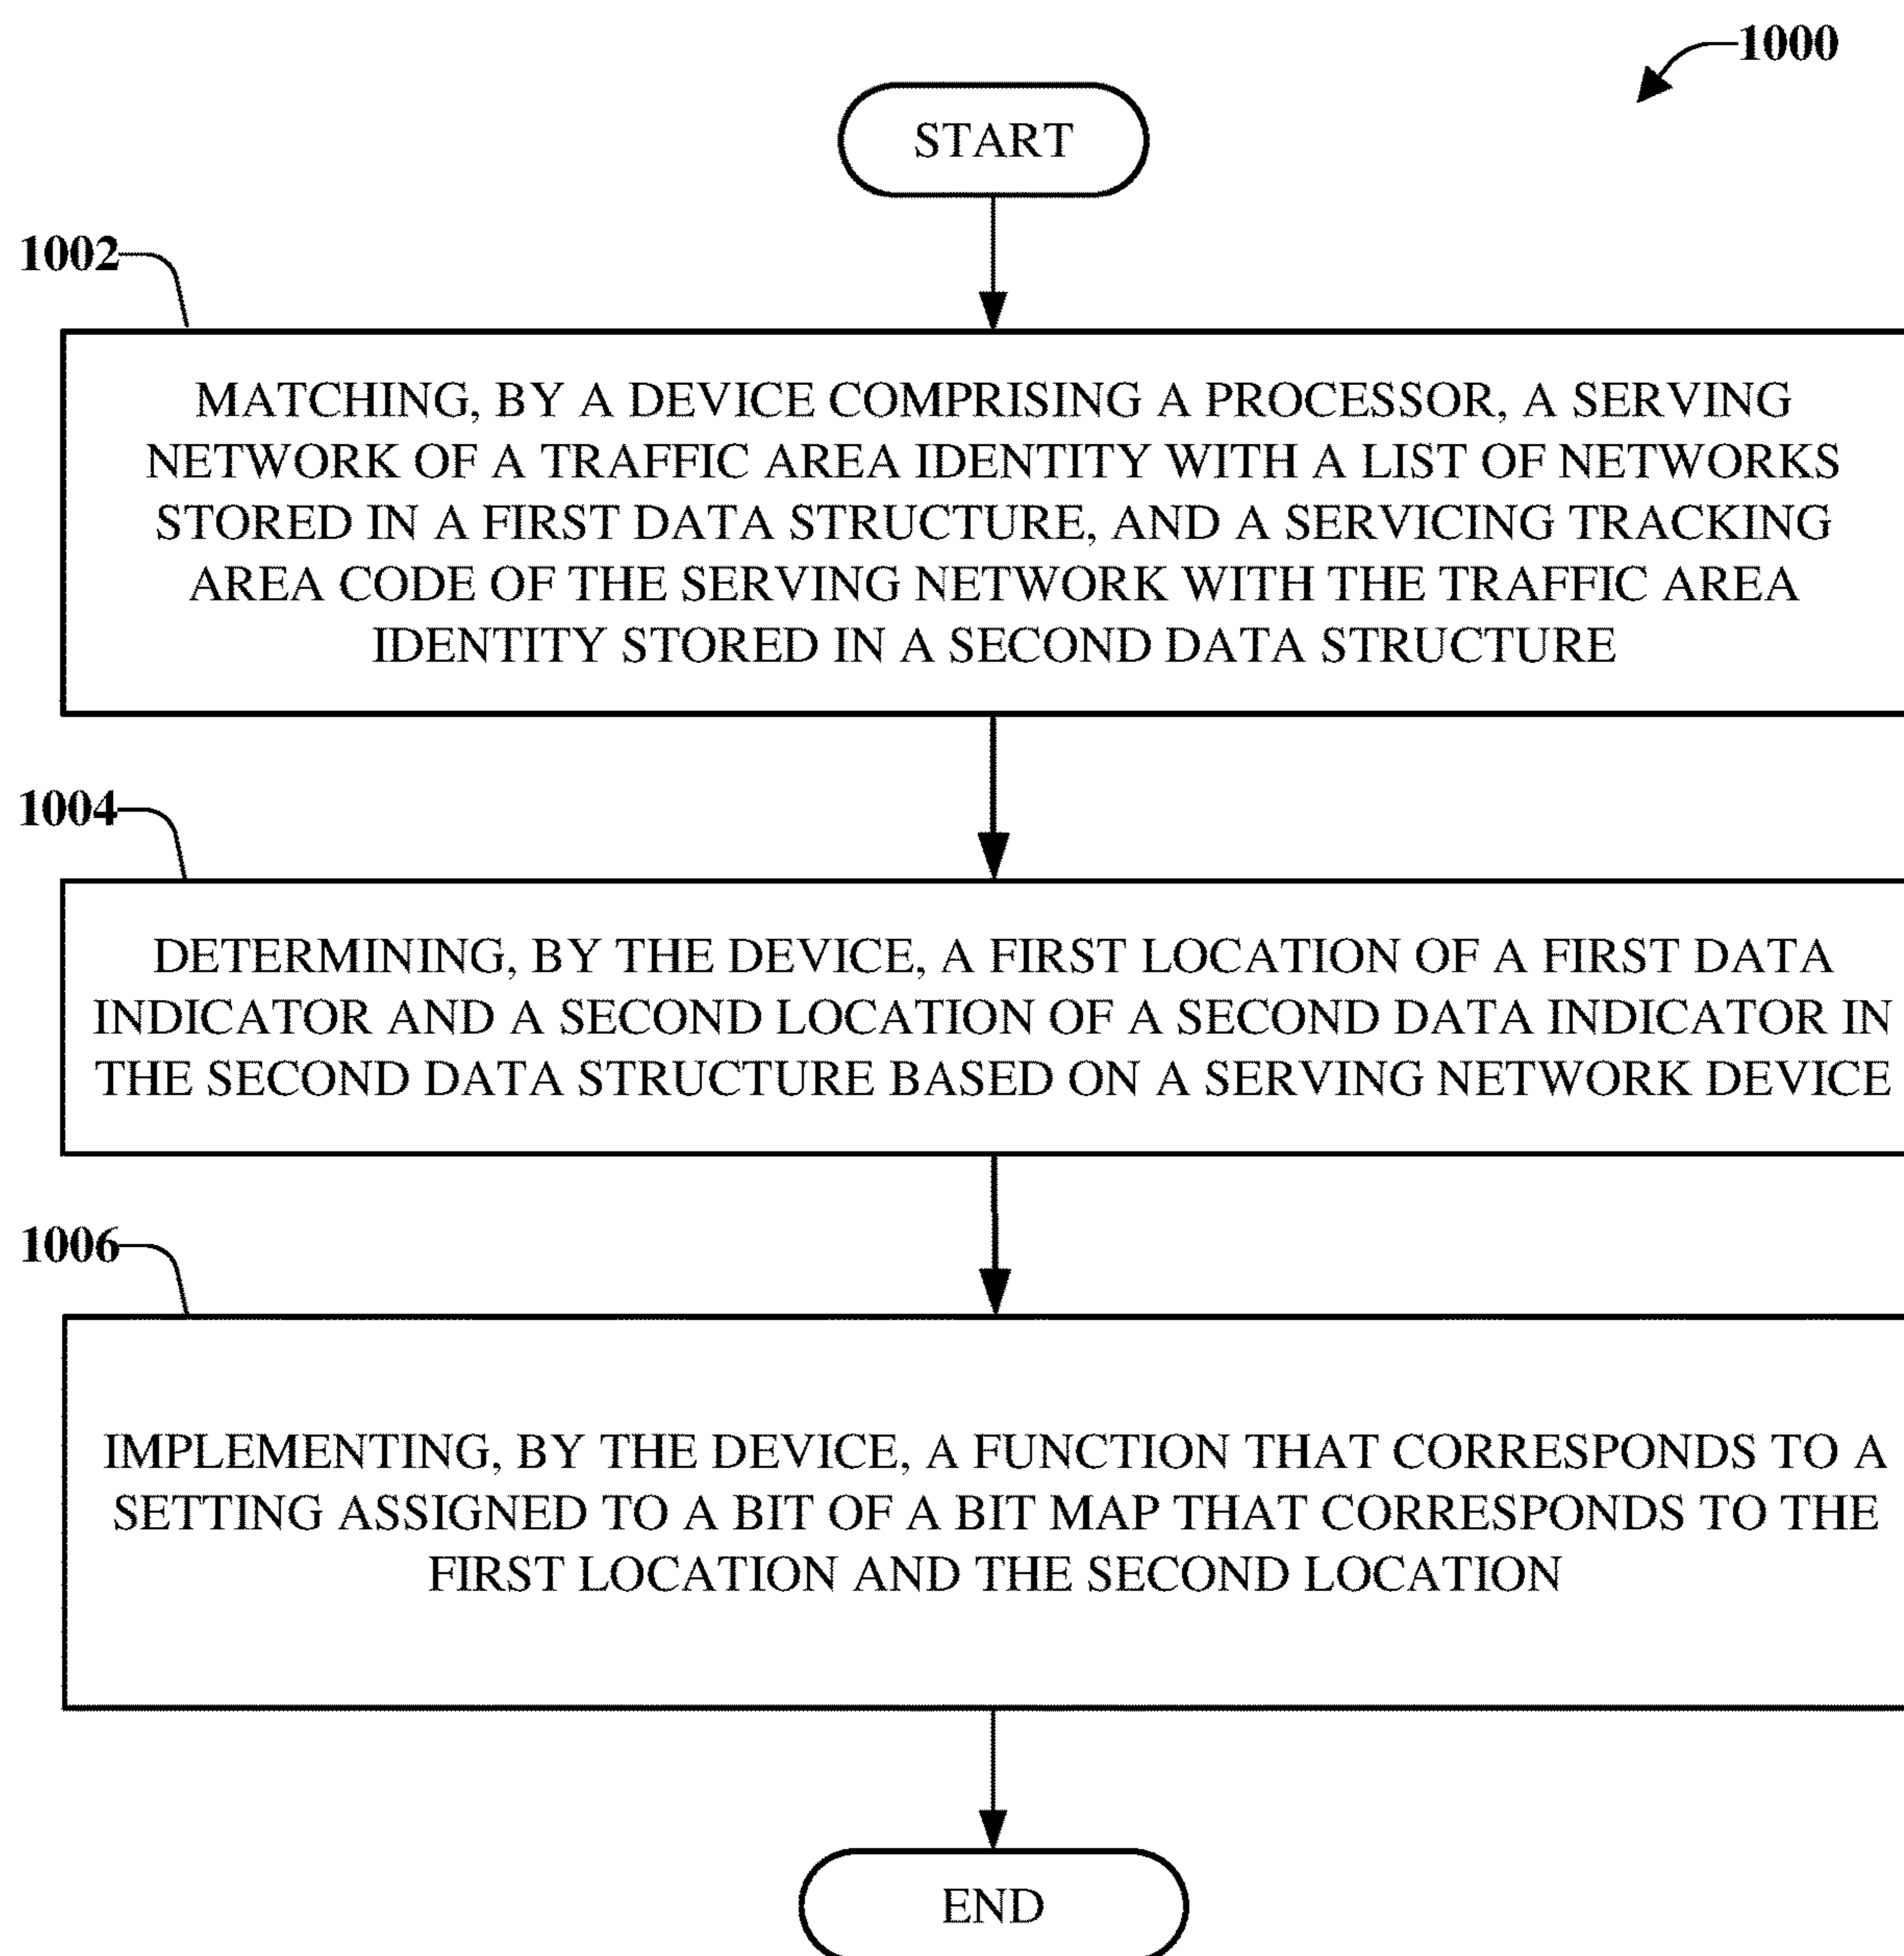 1000
START
1002
MATCHING, BY A DEVICE COMPRISING A PROCESSOR, A SERVING
NETWORK OF A TRAFFIC AREA IDENTITY WITH A LIST OF NETWORKS
STORED IN A FIRST DATA STRUCTURE, AND A SERVICING TRACKING
AREA CODE OF THE SERVING NETWORK WITH THE TRAFFIC AREA
IDENTITY STORED IN A SECOND DATA STRUCTURE
1004
DETERMINING, BY THE DEVICE, A FIRST LOCATION OF A FIRST DATA
INDICATOR AND A SECOND LOCATION OF A SECOND DATA INDICATOR IN
THE SECOND DATA STRUCTURE BASED ON A SERVING NETWORK DEVICE
1006
IMPLEMENTING, BY THE DEVICE, A FUNCTION THAT CORRESPONDS TO A
SETTING ASSIGNED TO A BIT OF A BIT MAP THAT CORRESPONDS TO THE
FIRST LOCATION AND THE SECOND LOCATION
END